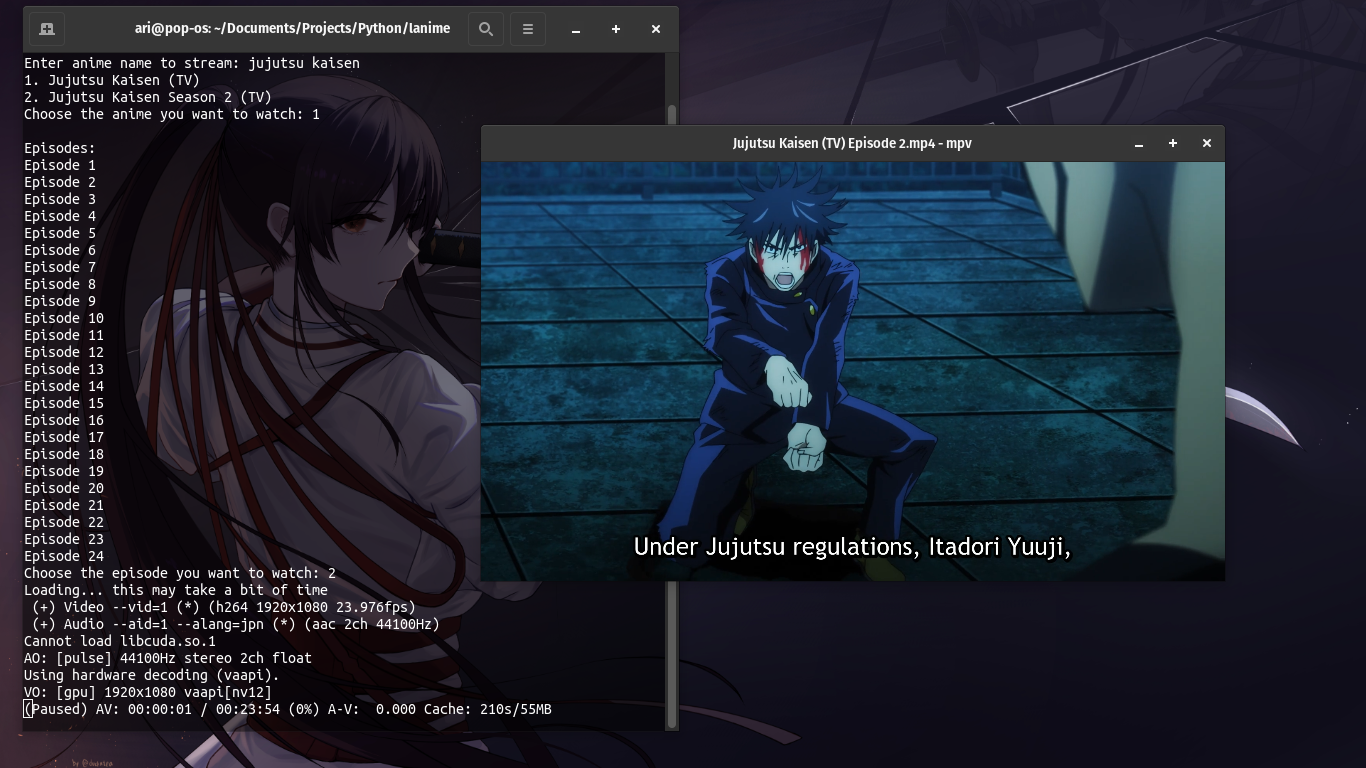 ari@pop-os: ~/Documents/Projects/Python/lanime
Enter anime name to stream: jujutsu kaisen
1. Jujutsu Kaisen (TV)
2. Jujutsu Kaisen Season 2 (TV)
Choose the anime you want to watch: 1
Episodes:
Episode 1
Episode 2
Episode 3
Episode 4
Episode 5
Episode 6
Episode 7
Episode 8
Episode 9
Episode 10
Episode 11
Episode 12
Episode 13
Episode 14
Episode 15
Episode 16
Episode 17
Episode 18
Episode 19
Episode 20
Episode 21
Episode 22
Episode 23
Episode 24
Choose the episode you want to watch: 2
Loading... this may take a bit of time
(+) Video --vid=1 (*) (h264 1920x1080 23.976fps)
(+) Audio --aid=1 --alang=jpn (*) (aac 2ch 44100Hz)
Cannot load libcuda.so.1
AO: [pulse] 44100Hz stereo 2ch float
Using hardware decoding (vaapi).
VO: [gpu] 1920x1080 vaapi[nv12]
(Paused) AV: 00:00:01 / 00:23:54 (0%) A-V:  0.000 Cache: 210s/55MB
Jujutsu Kaisen (TV) Episode 2.mp4 - mpv
Under Jujutsu regulations, Itadori Yuuji,